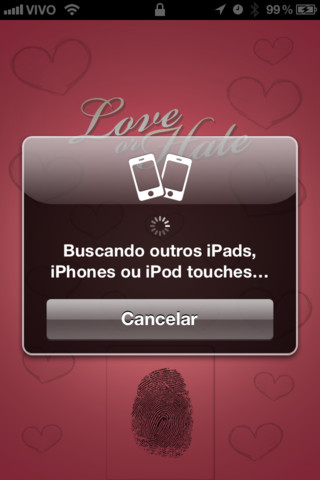 VIVO 99%
Love
or Hate
Buscando outros iPads,
iPhones ou iPod touches...
Cancelar